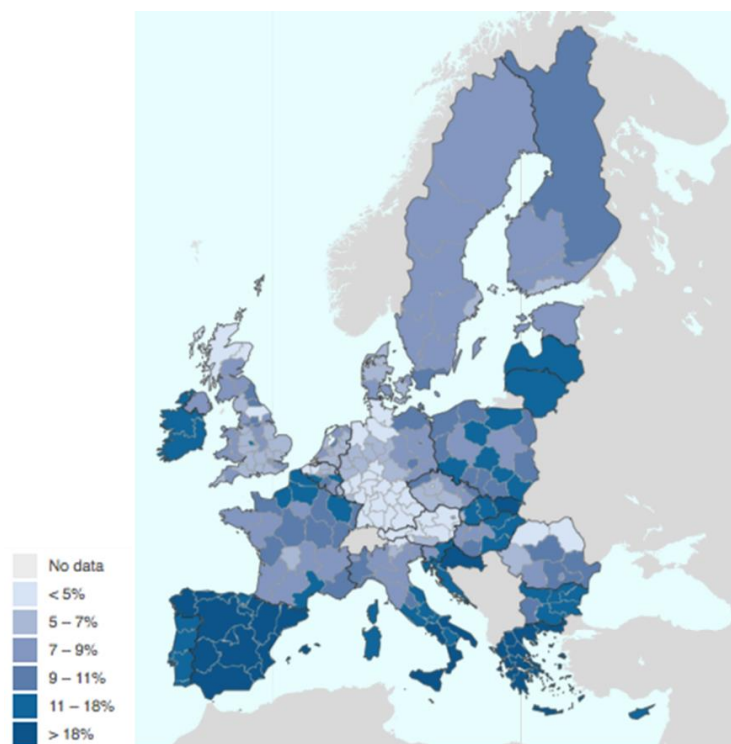 No data
< 5%
5 – 7%
7 – 9%
9 – 11%
11 – 18%
> 18%